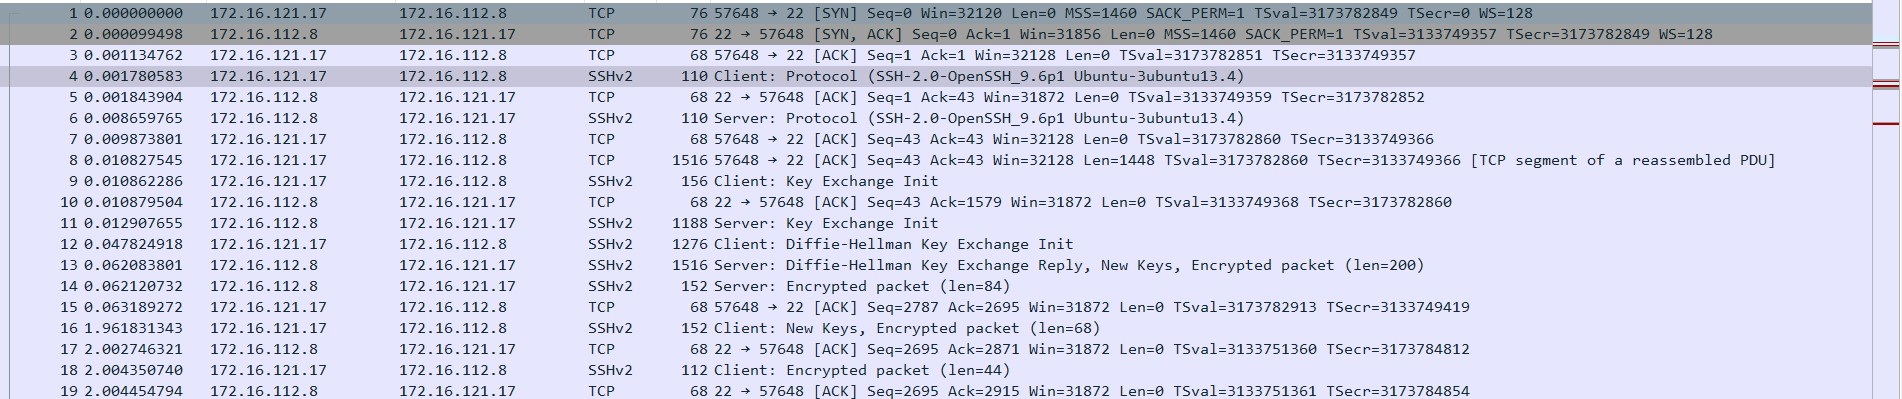 1 0.000000000 172.16.121.17 172.16.112.8 TCP 76 57648 → 22 [SYN] Seq=0 Win=32120 Len=0 MSS=1460 SACK_PERM=1 TSval=3173782849 TSecr=0 WS=128
2 0.000099498 172.16.112.8 172.16.121.17 TCP 76 22 → 57648 [SYN, ACK] Seq=0 Ack=1 Win=31856 Len=0 MSS=1460 SACK_PERM=1 TSval=3133749357 TSecr=3173782849 WS=128
3 0.001134762 172.16.121.17 172.16.112.8 TCP 68 57648 → 22 [ACK] Seq=1 Ack=1 Win=32128 Len=0 TSval=3173782851 TSecr=3133749357
4 0.001780583 172.16.121.17 172.16.112.8 SSHv2 110 Client: Protocol (SSH-2.0-OpenSSH_9.6p1 Ubuntu-3ubuntu13.4)
5 0.001843904 172.16.112.8 172.16.121.17 TCP 68 22 → 57648 [ACK] Seq=1 Ack=43 Win=31872 Len=0 TSval=3133749359 TSecr=3173782852
6 0.008659765 172.16.112.8 172.16.121.17 SSHv2 110 Server: Protocol (SSH-2.0-OpenSSH_9.6p1 Ubuntu-3ubuntu13.4)
7 0.009873801 172.16.121.17 172.16.112.8 TCP 68 57648 → 22 [ACK] Seq=43 Ack=43 Win=32128 Len=0 TSval=3173782860 TSecr=3133749366
8 0.010827545 172.16.121.17 172.16.112.8 TCP 1516 57648 → 22 [ACK] Seq=43 Ack=43 Win=32128 Len=1448 TSval=3173782860 TSecr=3133749366 [TCP segment of a reassembled PDU]
9 0.010862286 172.16.121.17 172.16.112.8 SSHv2 156 Client: Key Exchange Init
10 0.010879504 172.16.112.8 172.16.121.17 TCP 68 22 → 57648 [ACK] Seq=43 Ack=1579 Win=31872 Len=0 TSval=3133749368 TSecr=3173782860
11 0.012907655 172.16.112.8 172.16.121.17 SSHv2 1188 Server: Key Exchange Init
12 0.047824918 172.16.121.17 172.16.112.8 SSHv2 1276 Client: Diffie-Hellman Key Exchange Init
13 0.062083801 172.16.112.8 172.16.121.17 SSHv2 1516 Server: Diffie-Hellman Key Exchange Reply, New Keys, Encrypted packet (len=200)
14 0.062120732 172.16.112.8 172.16.121.17 SSHv2 152 Server: Encrypted packet (len=84)
15 0.063189272 172.16.121.17 172.16.112.8 TCP 68 57648 → 22 [ACK] Seq=2787 Ack=2695 Win=31872 Len=0 TSval=3173782913 TSecr=3133749419
16 1.961831343 172.16.121.17 172.16.112.8 SSHv2 152 Client: New Keys, Encrypted packet (len=68)
17 2.002746321 172.16.112.8 172.16.121.17 TCP 68 22 → 57648 [ACK] Seq=2695 Ack=2871 Win=31872 Len=0 TSval=3133751360 TSecr=3173784812
18 2.004350740 172.16.121.17 172.16.112.8 SSHv2 112 Client: Encrypted packet (len=44)
19 2.004454794 172.16.112.8 172.16.121.17 TCP 68 22 → 57648 [ACK] Seq=2695 Ack=2915 Win=31872 Len=0 TSval=3133751361 TSecr=3173784854